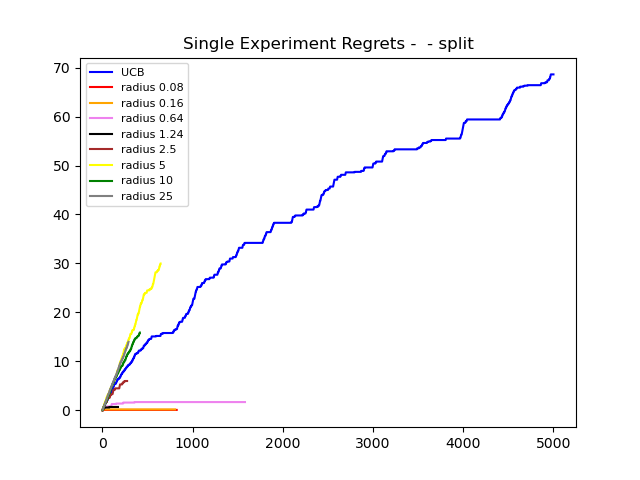 Single Experiment Regrets -  - split
UCB
radius 0.08
radius 0.16
radius 0.64
radius 1.24
radius 2.5
radius 5
radius 10
radius 25
70
60
50
40
30
20
10
0
0 1000 2000 3000 4000 5000